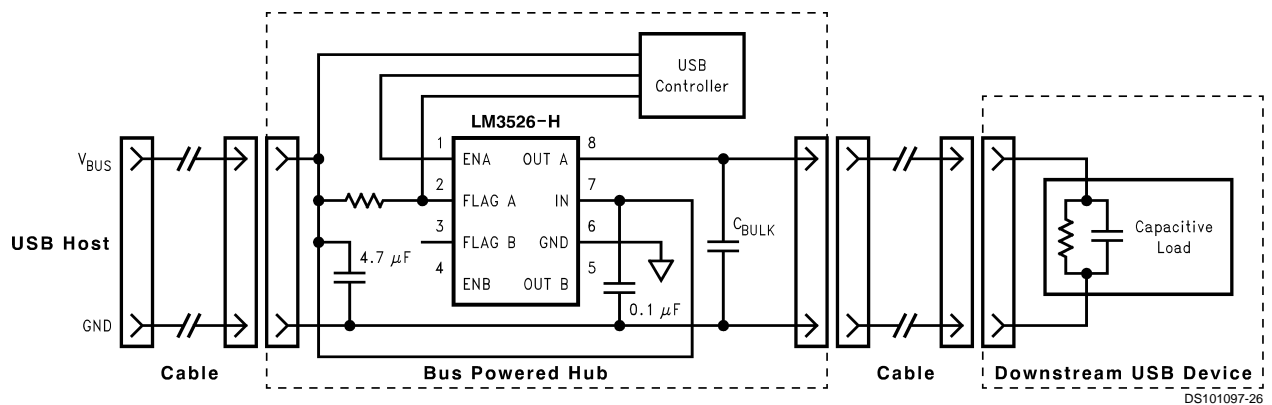 USB
Controller
LM3526-H
1
ENA
OUT A
8
2
FLAG A
IN
7
3
FLAG B
GND
6
4
ENB
OUT B
5
VBUS
USB Host
GND
4.7 µF
0.1 µF
CBULK
Capacitive
Load
Cable
Bus Powered Hub
Cable
Downstream USB Device
DS101097-26